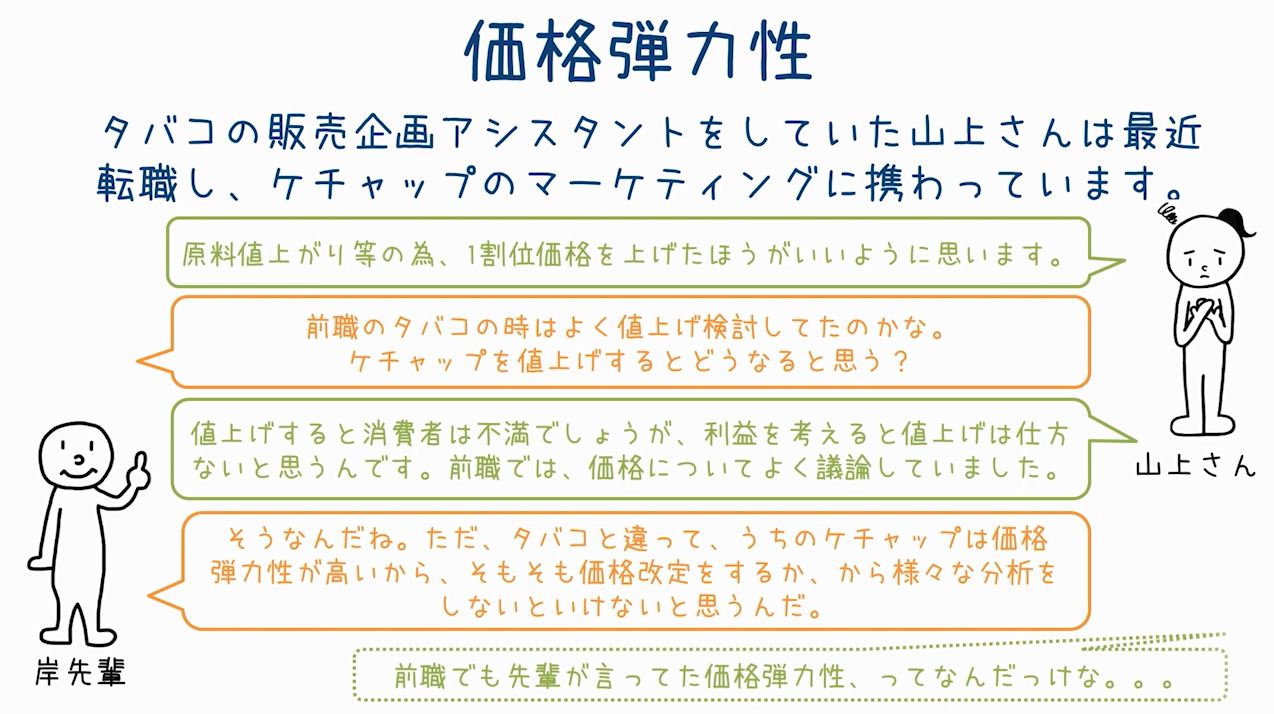 価格弾力性
タバコの販売企画アシスタントをしていた山上さんは最近
転職し、ケチャップのマーケティングに携わっています。
原料値上がり等の為、1割位価格を上げたほうがいいように思います。
前職のタバコの時はよく値上げ検討してたのかな。
ケチャップを値上げするとどうなると思う？
値上げすると消費者は不満でしょうが、利益を考えると値上げは仕方
ないと思うんです。前職では、価格についてよく議論していました。
山上さん
そうなんだね。ただ、タバコと違って、うちのケチャップは価格
弾力性が高いから、そもそも価格改定をするか、から様々な分析を
しないといけないと思うんだ。
岸先輩
前職でも先輩が言ってた価格弾力性、ってなんだっけな。。。